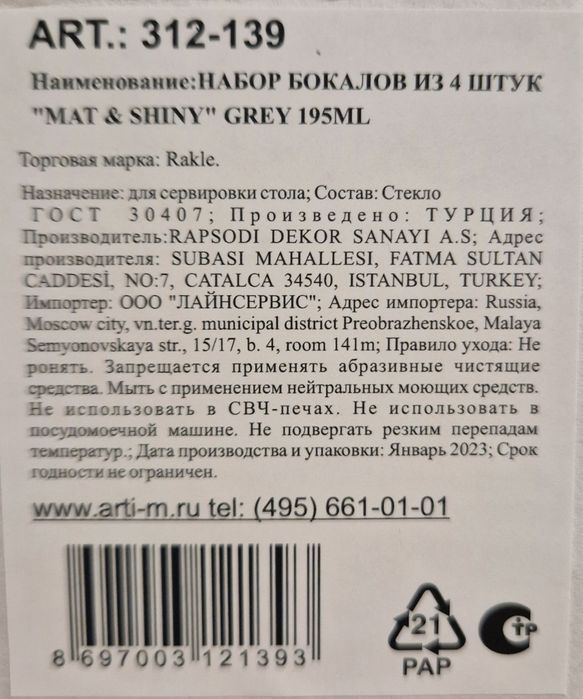 ART.: 312-139
Наименование:НАБОР БОКАЛОВ ИЗ 4 ШТУК
"MAT & SHINY" GREY 195ML
Торговая марка: Rakle.
Назначение: для сервировки стола; Состав: Стекло
ГОСТ 30407; Произведено: ТУРЦИЯ;
Производитель:RAPSODI DEKOR SANAYI A.S; Адрес
производителя: SUBASI MAHALLESI, FATMA SULTAN
CADDESİ, NO:7, CATALCA 34540, ISTANBUL, TURKEY;
Импортер: ООО "ЛАЙНСЕРВИС"; Адрес импортера: Russia,
Moscow city, vn.ter.g. municipal district Preobrazhenskoe, Malaya
Semyonovskaya str., 15/17, b. 4, room 141m; Правило ухода: Не
ронять. Запрещается применять абразивные чистящие
средства. Мыть с применением нейтральных моющих средств.
Не использовать в СВЧ-печах. Не использовать в
посудомоечной машине. Не подвергать резким перепадам
температур.; Дата производства и упаковки: Январь 2023; Срок
годности не ограничен.
www.arti-m.ru tel: (495) 661-01-01
8 697003 121393
21
PAP
СТР